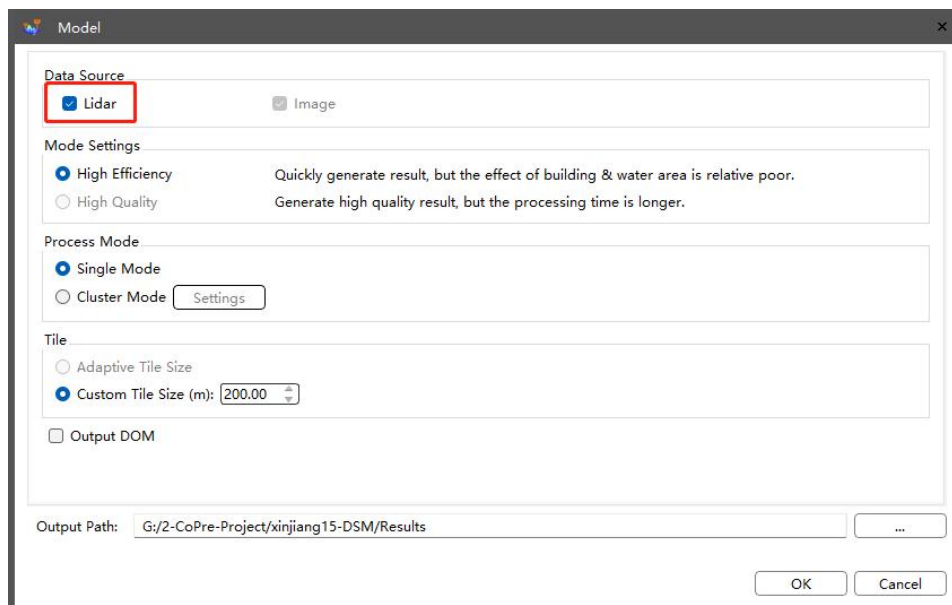 Model
Data Source
Lidar Image
Mode Settings
High Efficiency Quickly generate result, but the effect of building & water area is relative poor.
High Quality Generate high quality result, but the processing time is longer.
Process Mode
Single Mode
Cluster Mode Settings
Tile
Adaptive Tile Size
Custom Tile Size (m): 200.00
Output DOM
Output Path: G:/2-CoPre-Project/xinjiang15-DSM/Results ...
OK Cancel